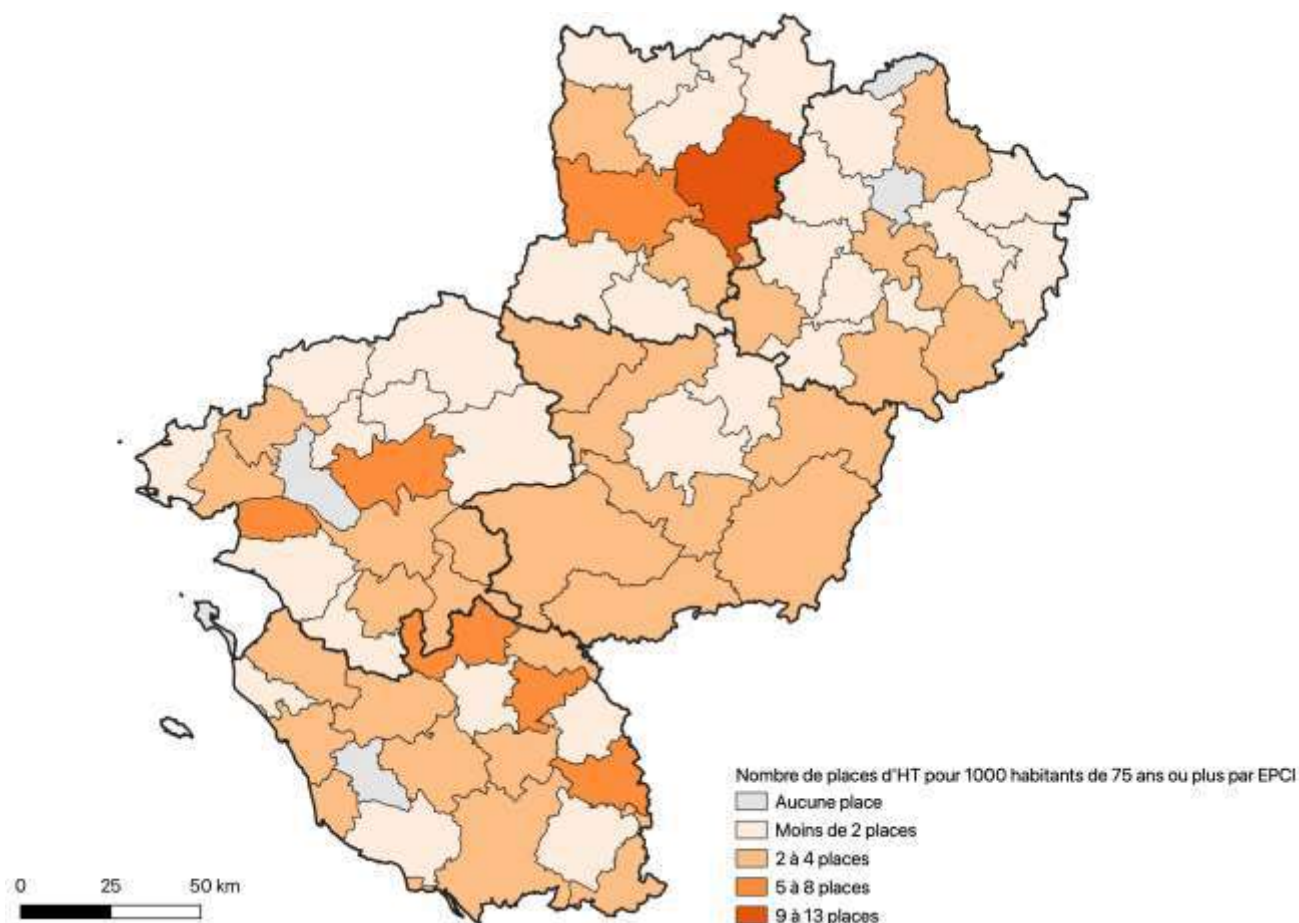 Nombre de places d'HT pour 1000 habitants de 75 ans ou plus par EPCI
Aucune place
Moins de 2 places
2 à 4 places
5 à 8 places
9 à 13 places
0 25 50 km